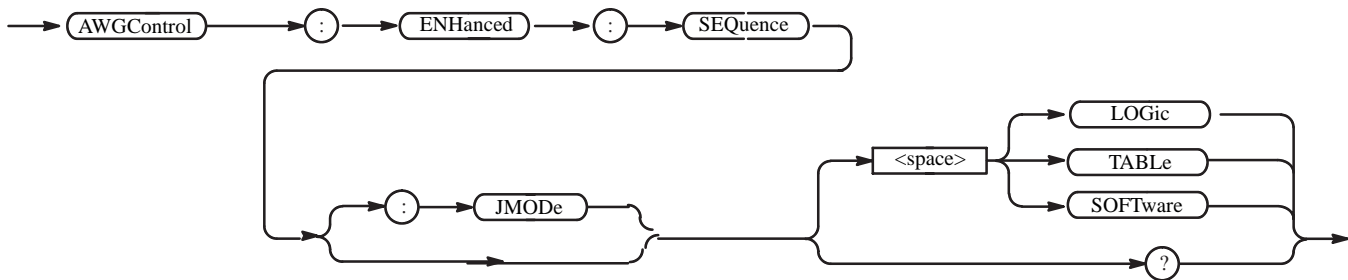 AWGControl : ENHanced : SEQuence
<space> LOGic
TABLe
SOFTware
: JMODe
?